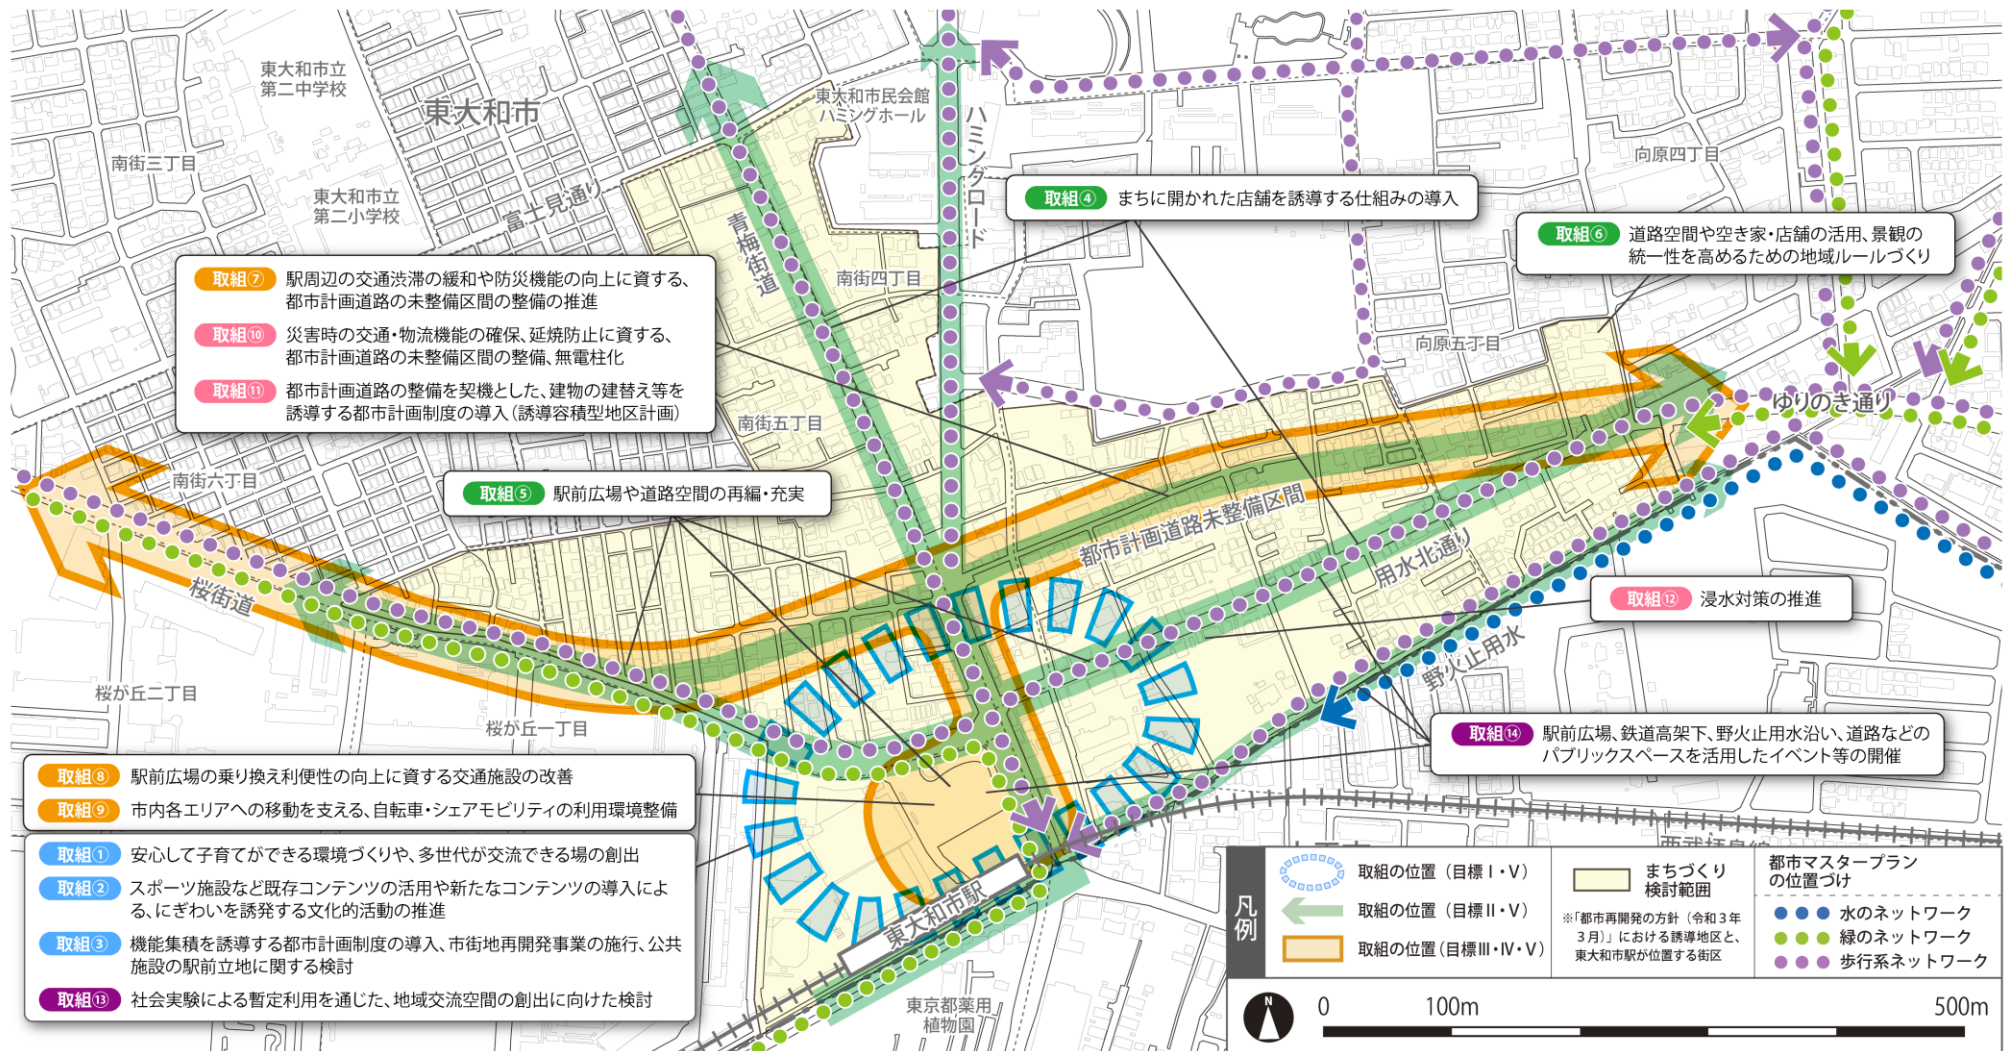 東大和市立
第二中学校
東大和市
東大和市民会館
ハミングホール
ハミングロード
南街三丁目
東大和市立
第二小学校
富士見通り
青梅街道
向原四丁目
取組④ まちに開かれた店舗を誘導する仕組みの導入
取組⑥ 道路空間や空き家・店舗の活用、景観の
統一性を高めるための地域ルールづくり
取組⑦ 駅周辺の交通渋滞の緩和や防災機能の向上に資する、
都市計画道路の未整備区間の整備の推進
取組⑩ 災害時の交通・物流機能の確保、延焼防止に資する、
都市計画道路の未整備区間の整備、無電柱化
取組⑪ 都市計画道路の整備を契機とした、建物の建替え等を
誘導する都市計画制度の導入（誘導容積型地区計画）
南街四丁目
向原五丁目
南街五丁目
ゆりのき通り
南街六丁目
取組⑤ 駅前広場や道路空間の再編・充実
都市計画道路未整備区間
用水北通り
桜街道
取組⑫ 浸水対策の推進
野火止用水
桜が丘二丁目
桜が丘一丁目
取組⑭ 駅前広場、鉄道高架下、野火止用水沿い、道路などの
パブリックスペースを活用したイベント等の開催
取組⑧ 駅前広場の乗り換え利便性の向上に資する交通施設の改善
取組⑨ 市内各エリアへの移動を支える、自転車・シェアモビリティの利用環境整備
取組① 安心して子育てができる環境づくりや、多世代が交流できる場の創出
取組② スポーツ施設など既存コンテンツの活用や新たなコンテンツの導入によ
る、にぎわいを誘発する文化的活動の推進
取組③ 機能集積を誘導する都市計画制度の導入、市街地再開発事業の施行、公共
施設の駅前立地に関する検討
取組⑬ 社会実験による暫定利用を通じた、地域交流空間の創出に向けた検討
東大和市駅
東京都薬用
植物園
凡例
取組の位置（目標Ⅰ・Ⅴ）
取組の位置（目標Ⅱ・Ⅴ）
取組の位置（目標Ⅲ・Ⅳ・Ⅴ）
まちづくり
検討範囲
※「都市再開発の方針（令和３年
３月）」における誘導地区と、
東大和市駅が位置する街区
都市マスタープラン
の位置づけ
水のネットワーク
緑のネットワーク
歩行系ネットワーク
N
0 100m 500m